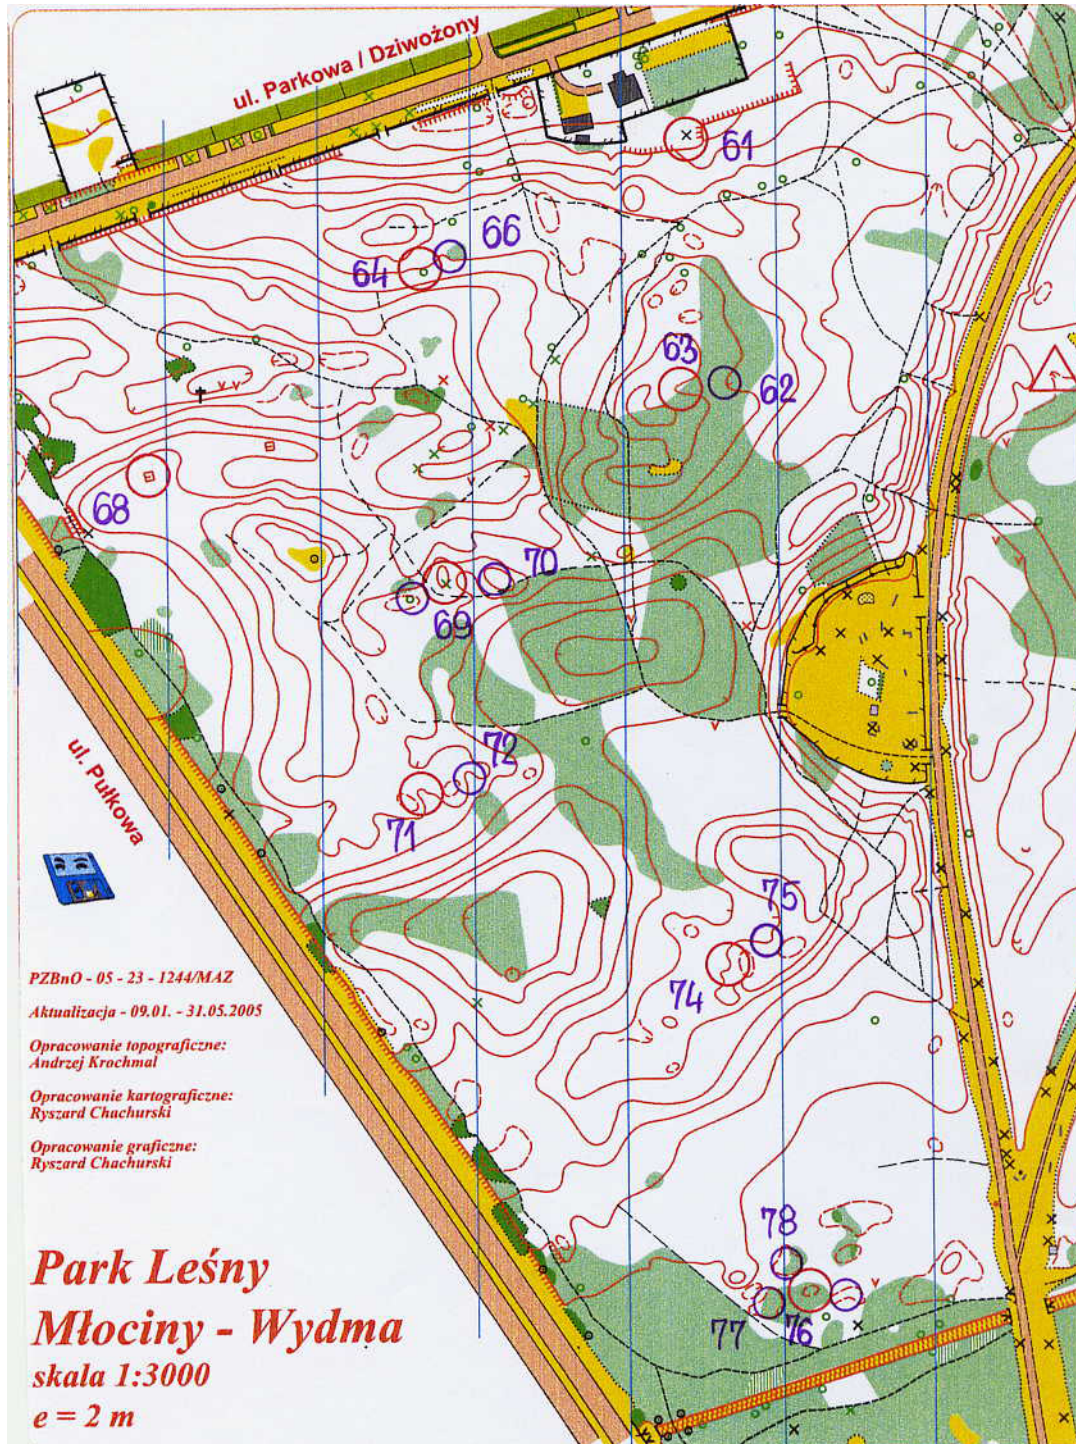 ul. Parkowa / Dziwożony
61
66
64
63
62
68
70
69
72
ul. Pułkowa
71
75
74
PZBnO - 05 - 23 - 1244/MAZ
Aktualizacja - 09.01. - 31.05.2005
Opracowanie topograficzne:
Andrzej Krochmal
Opracowanie kartograficzne:
Ryszard Chachurski
Opracowanie graficzne:
Ryszard Chachurski
78
77
76
Park Leśny
Młociny - Wydma
skala 1:3000
e = 2 m